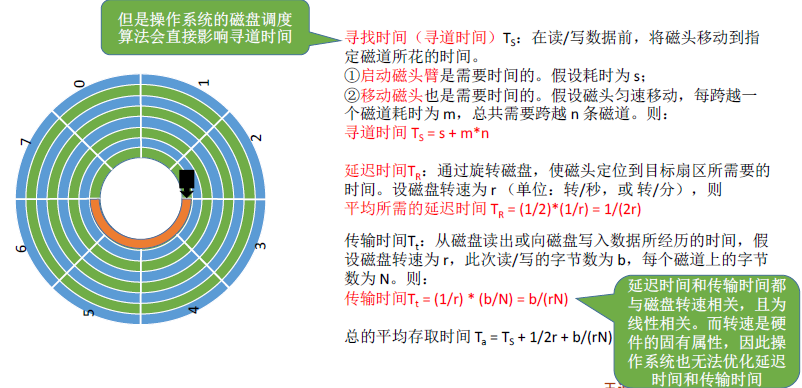 但是操作系统的磁盘调度
算法会直接影响寻道时间
寻找时间（寻道时间）TS：在读/写数据前，将磁头移动到指
定磁道所花的时间。
①启动磁头臂是需要时间的。假设耗时为 s；
②移动磁头也是需要时间的。假设磁头匀速移动，每跨越一
个磁道耗时为 m，总共需要跨越 n 条磁道。则：
寻道时间 TS = s + m*n
延迟时间TR：通过旋转磁盘，使磁头定位到目标扇区所需要的
时间。设磁盘转速为 r （单位：转/秒，或 转/分），则
平均所需的延迟时间 TR = (1/2)*(1/r) = 1/(2r)
传输时间Tt：从磁盘读出或向磁盘写入数据所经历的时间，假
设磁盘转速为 r，此次读/写的字节数为 b，每个磁道上的字节
数为 N。则：
传输时间Tt = (1/r) * (b/N) = b/(rN)
总的平均存取时间 Ta = TS + 1/2r + b/(rN)
延迟时间和传输时间都
与磁盘转速相关，且为
线性相关。而转速是硬
件的固有属性，因此操
作系统也无法优化延迟
时间和传输时间
0
1
2
3
4
5
6
7